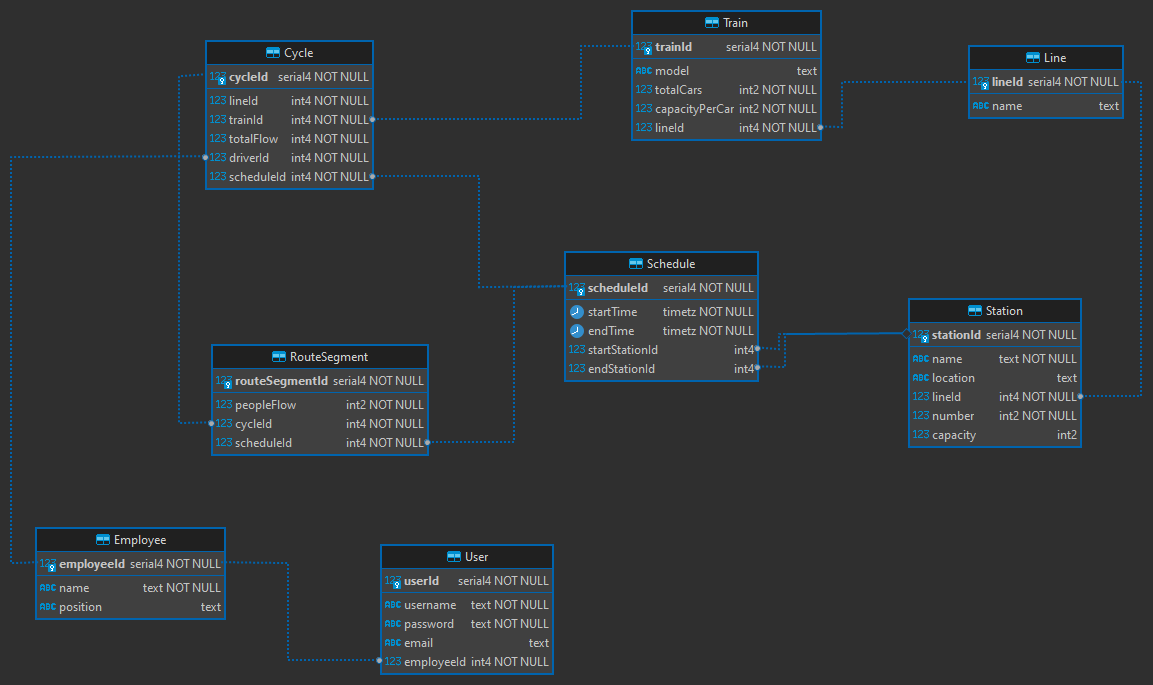 Cycle
123 cycleId serial4 NOT NULL
123 lineId int4 NOT NULL
123 trainId int4 NOT NULL
123 totalFlow int4 NOT NULL
123 driverId int4 NOT NULL
123 scheduleId int4 NOT NULL
Train
123 trainId serial4 NOT NULL
ABC model text
123 totalCars int2 NOT NULL
123 capacityPerCar int2 NOT NULL
123 lineId int4 NOT NULL
Line
123 lineId serial4 NOT NULL
ABC name text
Schedule
123 scheduleId serial4 NOT NULL
startTime timetz NOT NULL
endTime timetz NOT NULL
123 startStationId int4
123 endStationId int4
Station
123 stationId serial4 NOT NULL
ABC name text NOT NULL
ABC location text
123 lineId int4 NOT NULL
123 number int2 NOT NULL
123 capacity int2
RouteSegment
123 routeSegmentId serial4 NOT NULL
123 peopleFlow int2 NOT NULL
123 cycleId int4 NOT NULL
123 scheduleId int4 NOT NULL
Employee
123 employeeId serial4 NOT NULL
ABC name text NOT NULL
ABC position text
User
123 userId serial4 NOT NULL
ABC username text NOT NULL
ABC password text NOT NULL
ABC email text
123 employeeId int4 NOT NULL